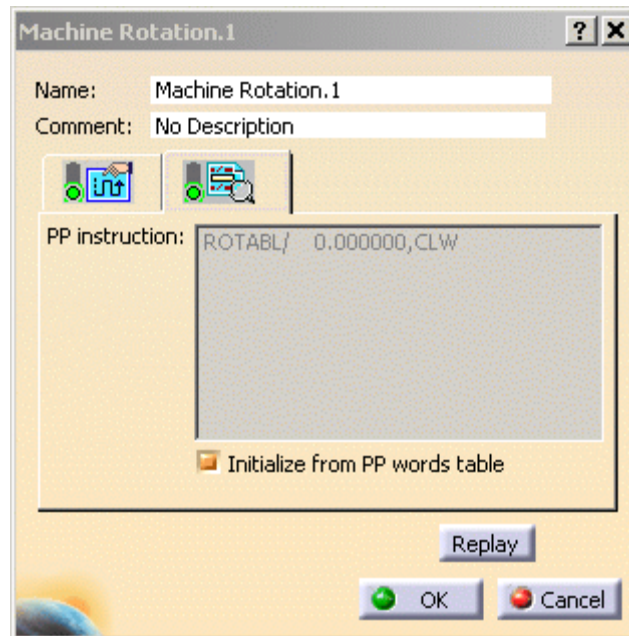 Machine Rotation.1
Name: Machine Rotation.1
Comment: No Description
PP instruction: ROTABL/ 0.000000,CLW
Initialize from PP words table
Replay
OK Cancel